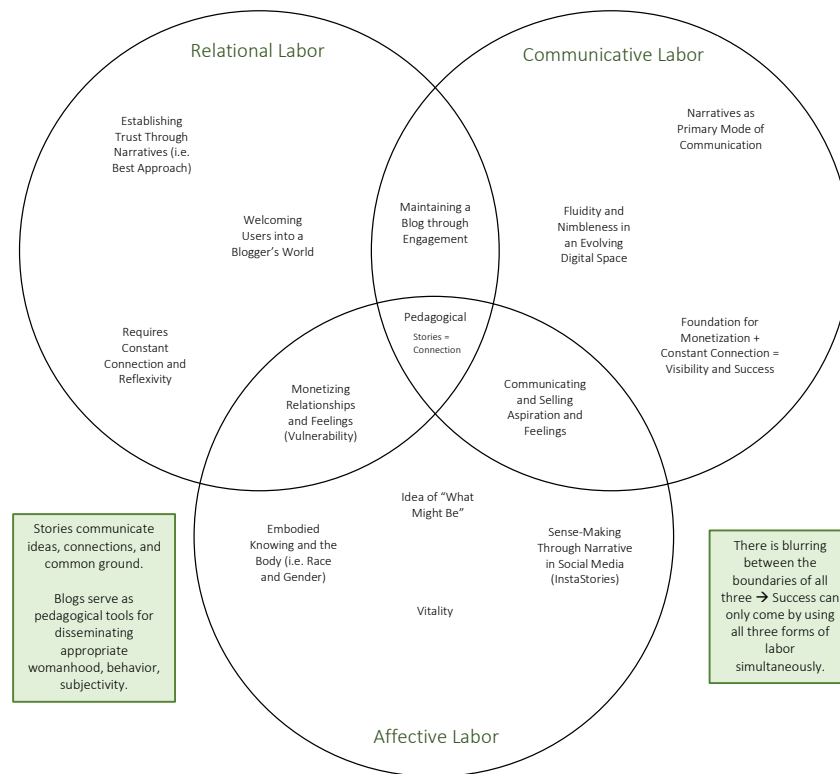 Relational Labor
Communicative Labor
Establishing
Trust Through
Narratives (i.e.
Best Approach)
Narratives as
Primary Mode of
Communication
Welcoming
Users into a
Blogger’s World
Maintaining a
Blog through
Engagement
Fluidity and
Nimbleness in
an Evolving
Digital Space
Requires
Constant
Connection and
Reflexivity
Pedagogical
Stories =
Connection
Foundation for
Monetization +
Constant Connection =
Visibility and Success
Monetizing
Relationships
and Feelings
(Vulnerability)
Communicating
and Selling
Aspiration and
Feelings
Idea of “What
Might Be”
Embodied
Knowing and the
Body (i.e. Race
and Gender)
Sense-Making
Through Narrative
in Social Media
(InstaStories)
Vitality
Stories communicate
ideas, connections, and
common ground.
Blogs serve as
pedagogical tools for
disseminating
appropriate
womanhood, behavior,
subjectivity.
There is blurring
between the
boundaries of all
three → Success can
only come by using
all three forms of
labor
simultaneously.
Affective Labor